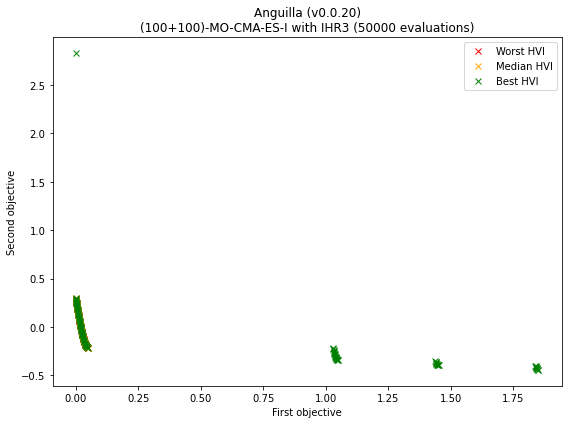 Anguilla (v0.0.20)
(100+100)-MO-CMA-ES-I with IHR3 (50000 evaluations)
Worst HVI
Median HVI
Best HVI
Second objective
2.5
2.0
1.5
1.0
0.5
0.0
−0.5
0.00 0.25 0.50 0.75 1.00 1.25 1.50 1.75
First objective